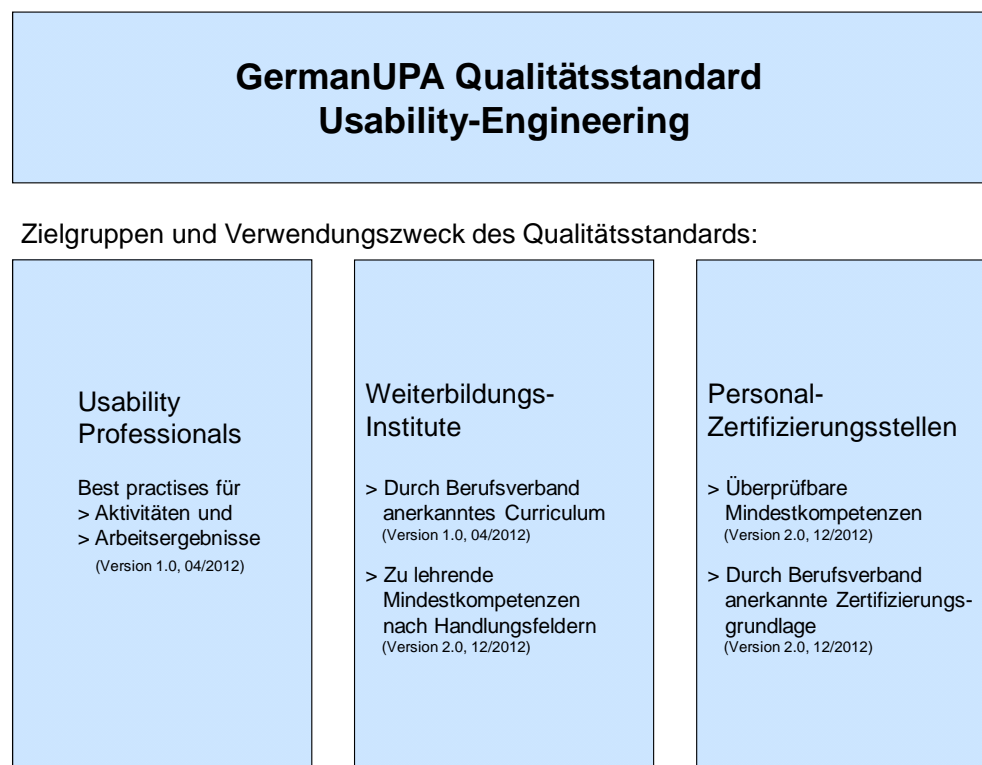 GermanUPA Qualitätsstandard
Usability-Engineering
Zielgruppen und Verwendungszweck des Qualitätsstandards:
Usability
Professionals
Best practises für
> Aktivitäten und
> Arbeitsergebnisse
(Version 1.0, 04/2012)
Weiterbildungs-
Institute
> Durch Berufsverband
anerkanntes Curriculum
(Version 1.0, 04/2012)
> Zu lehrende
Mindestkompetenzen
nach Handlungsfeldern
(Version 2.0, 12/2012)
Personal-
Zertifizierungsstellen
> Überprüfbare
Mindestkompetenzen
(Version 2.0, 12/2012)
> Durch Berufsverband
anerkannte Zertifizierungs-
grundlage
(Version 2.0, 12/2012)